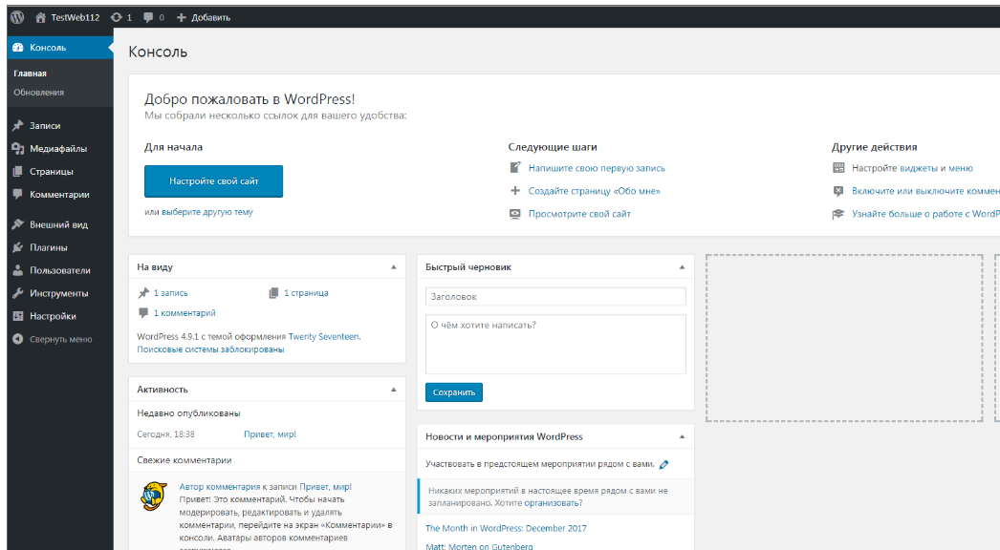 TestWeb112 1 0 Добавить
Консоль
Главная
Обновления
Записи
Медиафайлы
Страницы
Комментарии
Внешний вид
Плагины
Пользователи
Инструменты
Настройки
Свернуть меню
Консоль
Добро пожаловать в WordPress!
Мы собрали несколько ссылок для вашего удобства:
Для начала
Настройте свой сайт
или выберите другую тему
Следующие шаги
Напишите свою первую запись
Создайте страницу «Обо мне»
Просмотрите свой сайт
Другие действия
Настройте виджеты и меню
Включите или выключите коммен
Узнайте больше о работе с WordP
На виду
1 запись
1 страница
1 комментарий
WordPress 4.9.1 с темой оформления Twenty Seventeen.
Поисковые системы заблокированы
Активность
Недавно опубликованы
Сегодня, 18:38 Привет, мир!
Свежие комментарии
Автор комментария к записи Привет, мир!
Привет! Это комментарий. Чтобы начать
модерировать, редактировать и удалять
комментарии, перейдите на экран «Комментарии» в
консоли. Аватары авторов комментариев
Быстрый черновик
Заголовок
О чём хотите написать?
Сохранить
Новости и мероприятия WordPress
Участвовать в предстоящем мероприятии рядом с вами.
Никаких мероприятий в настоящее время рядом с вами не
запланировано. Хотите организовать?
The Month in WordPress: December 2017
Matt: Morten on Gutenberg